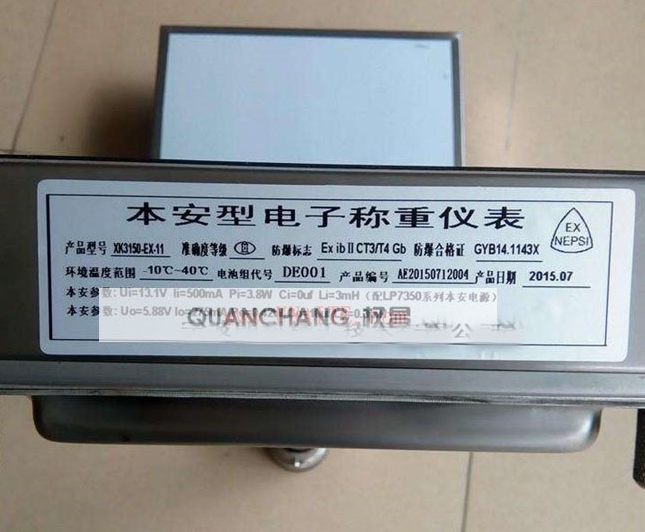 本安型电子称重仪表
EX
NEPSI
产品型号 XK3150-EX-11 准确度等级 III 防爆标志 Ex ib II CT3/T4 Gb 防爆合格证 GYB14.1143X
环境温度范围 -10℃~40℃ 电池组代号 DE001 产品编号 AE20150712004 产品日期 2015.07
本安参数: Ui=13.1V Ii=500mA Pi=3.8W Ci=0uf Li=3mH (配LP7350系列本安电源)
本安参数: Uo=5.88V
QUANCHANG 权昌